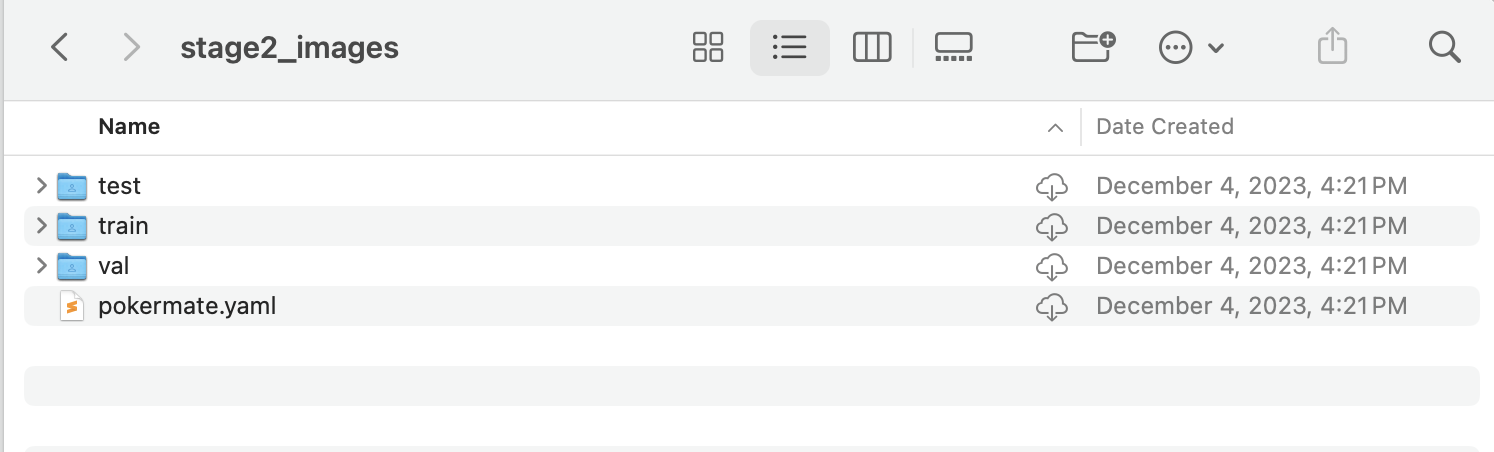 stage2_images
Name Date Created
test December 4, 2023, 4:21 PM
train December 4, 2023, 4:21 PM
val December 4, 2023, 4:21 PM
pokermate.yaml December 4, 2023, 4:21 PM